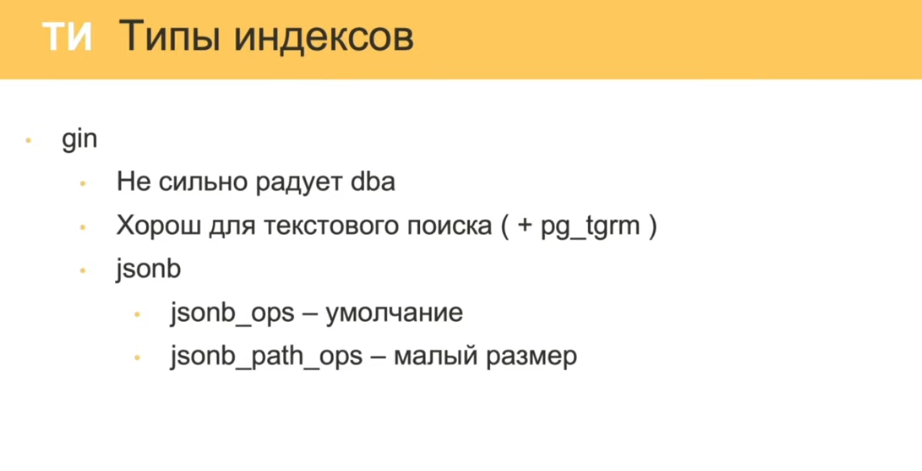 ТИ Типы индексов
gin
Не сильно радует dba
Хорош для текстового поиска ( + pg_tgrm )
jsonb
jsonb_ops – умолчание
jsonb_path_ops – малый размер